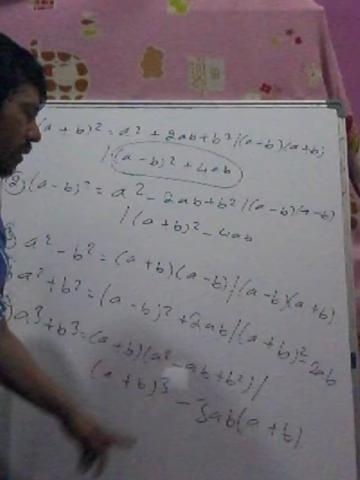 (a + b)² = a² + 2ab + b² | (a - b)(a + b)
| (a - b)² + 4ab
2) (a - b)² = a² - 2ab + b² | (a - b)(a - b)
| (a + b)² - 4ab
a² - b² = (a + b)(a - b) | (a - b)(a + b)
a² + b² = (a - b)² + 2ab | (a + b)² - 2ab
a³ + b³ = (a + b)(a² - ab + b²) |
(a + b)³ - 3ab(a + b)